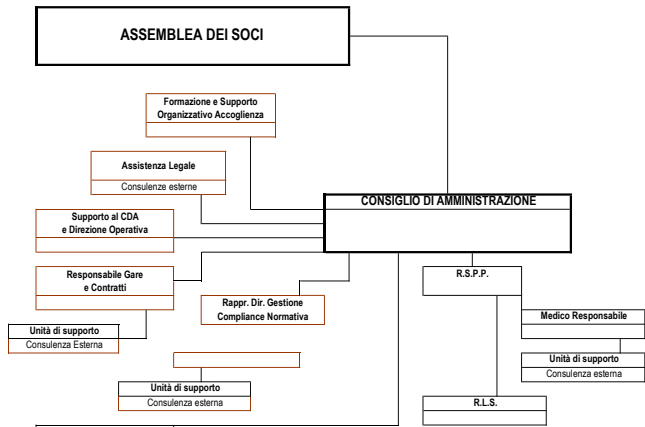 ASSEMBLEA DEI SOCI
Formazione e Supporto
Organizzativo Accoglienza
Assistenza Legale
Consulenze esterne
CONSIGLIO DI AMMINISTRAZIONE
Supporto al CDA
e Direzione Operativa
Responsabile Gare
e Contratti
R.S.P.P.
Rappr. Dir. Gestione
Compliance Normativa
Medico Responsabile
Unità di supporto
Consulenza Esterna
Unità di supporto
Consulenza esterna
Unità di supporto
Consulenza esterna
R.L.S.